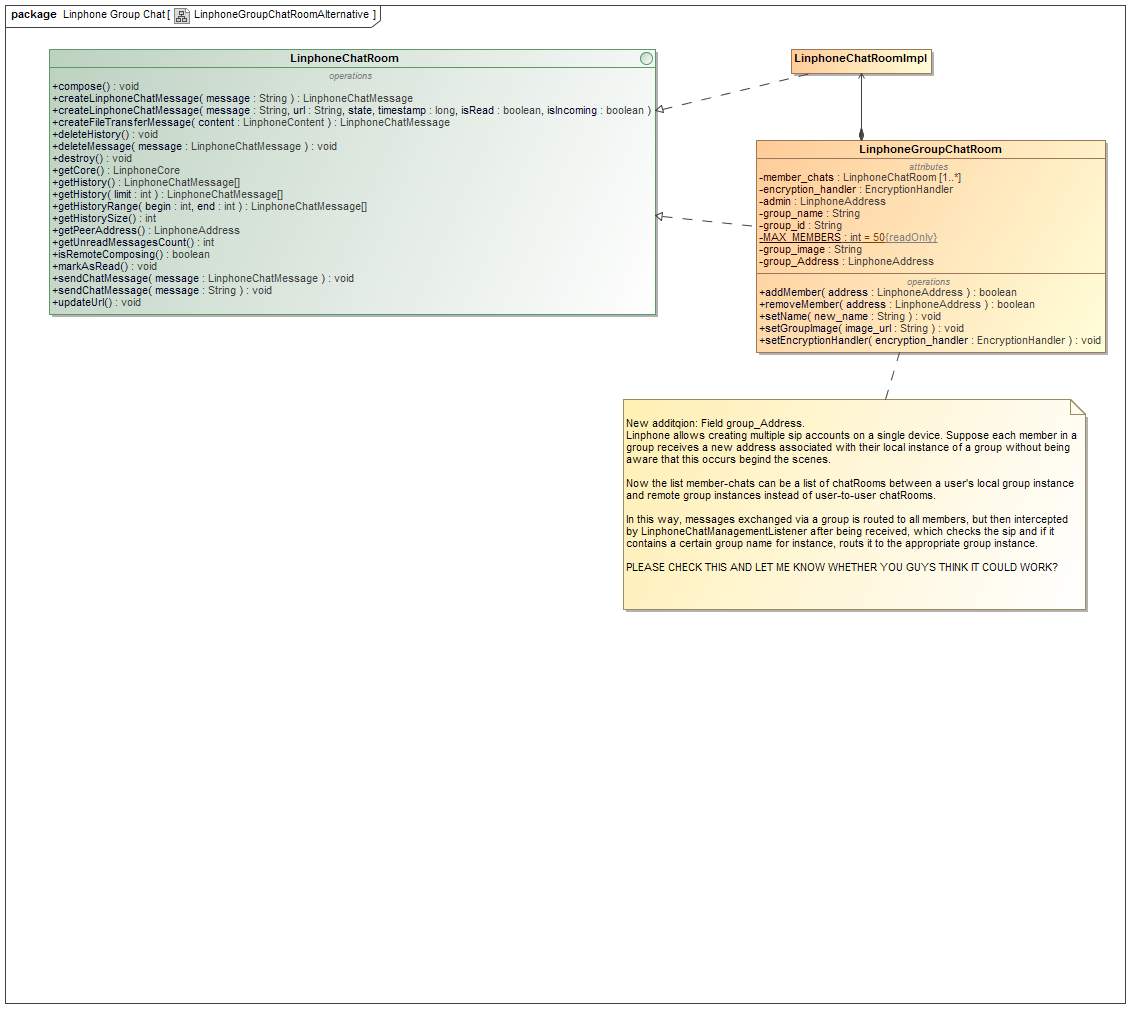 package Linphone Group Chat [ LinphoneGroupChatRoomAlternative ]
LinphoneChatRoom
operations
+compose() : void
+createLinphoneChatMessage( message : String ) : LinphoneChatMessage
+createLinphoneChatMessage( message : String, url : String, state, timestamp : long, isRead : boolean, isIncoming : boolean )
+createFileTransferMessage( content : LinphoneContent ) : LinphoneChatMessage
+deleteHistory() : void
+deleteMessage( message : LinphoneChatMessage ) : void
+destroy() : void
+getCore() : LinphoneCore
+getHistory() : LinphoneChatMessage[]
+getHistory( limit : int ) : LinphoneChatMessage[]
+getHistoryRange( begin : int, end : int ) : LinphoneChatMessage[]
+getHistorySize() : int
+getPeerAddress() : LinphoneAddress
+getUnreadMessagesCount() : int
+isRemoteComposing() : boolean
+markAsRead() : void
+sendChatMessage( message : LinphoneChatMessage ) : void
+sendChatMessage( message : String ) : void
+updateUrl() : void
LinphoneChatRoomImpl
LinphoneGroupChatRoom
attributes
-member_chats : LinphoneChatRoom [1..*]
-encryption_handler : EncryptionHandler
-admin : LinphoneAddress
-group_name : String
-group_id : String
-MAX_MEMBERS : int = 50{readOnly}
-group_image : String
-group_Address : LinphoneAddress
operations
+addMember( address : LinphoneAddress ) : boolean
+removeMember( address : LinphoneAddress ) : boolean
+setName( new_name : String ) : void
+setGroupImage( image_url : String ) : void
+setEncryptionHandler( encryption_handler : EncryptionHandler ) : void
New additqion: Field group_Address.
Linphone allows creating multiple sip accounts on a single device. Suppose each member in a
group receives a new address associated with their local instance of a group without being
aware that this occurs begind the scenes.
Now the list member-chats can be a list of chatRooms between a user's local group instance
and remote group instances instead of user-to-user chatRooms.
In this way, messages exchanged via a group is routed to all members, but then intercepted
by LinphoneChatManagementListener after being received, which checks the sip and if it
contains a certain group name for instance, routs it to the appropriate group instance.
PLEASE CHECK THIS AND LET ME KNOW WHETHER YOU GUYS THINK IT COULD WORK?